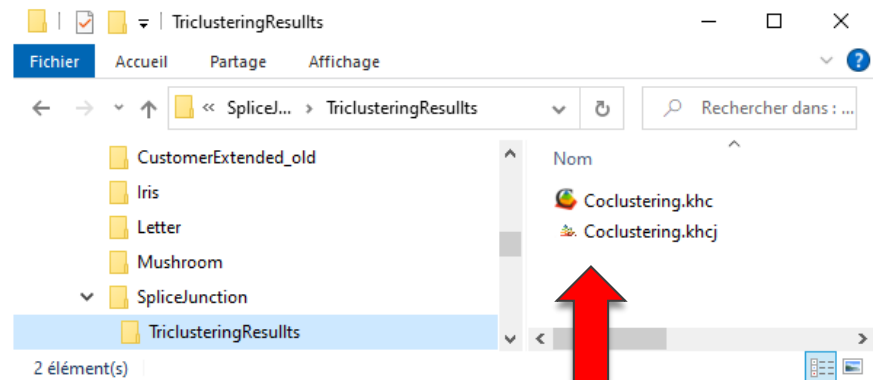 TriclusteringResullts
Fichier Accueil Partage Affichage
« SpliceJ... › TriclusteringResullts Rechercher dans : ...
CustomerExtended_old
Nom
Iris
Coclustering.khc
Letter
Coclustering.khcj
Mushroom
SpliceJunction
TriclusteringResullts
2 élément(s)